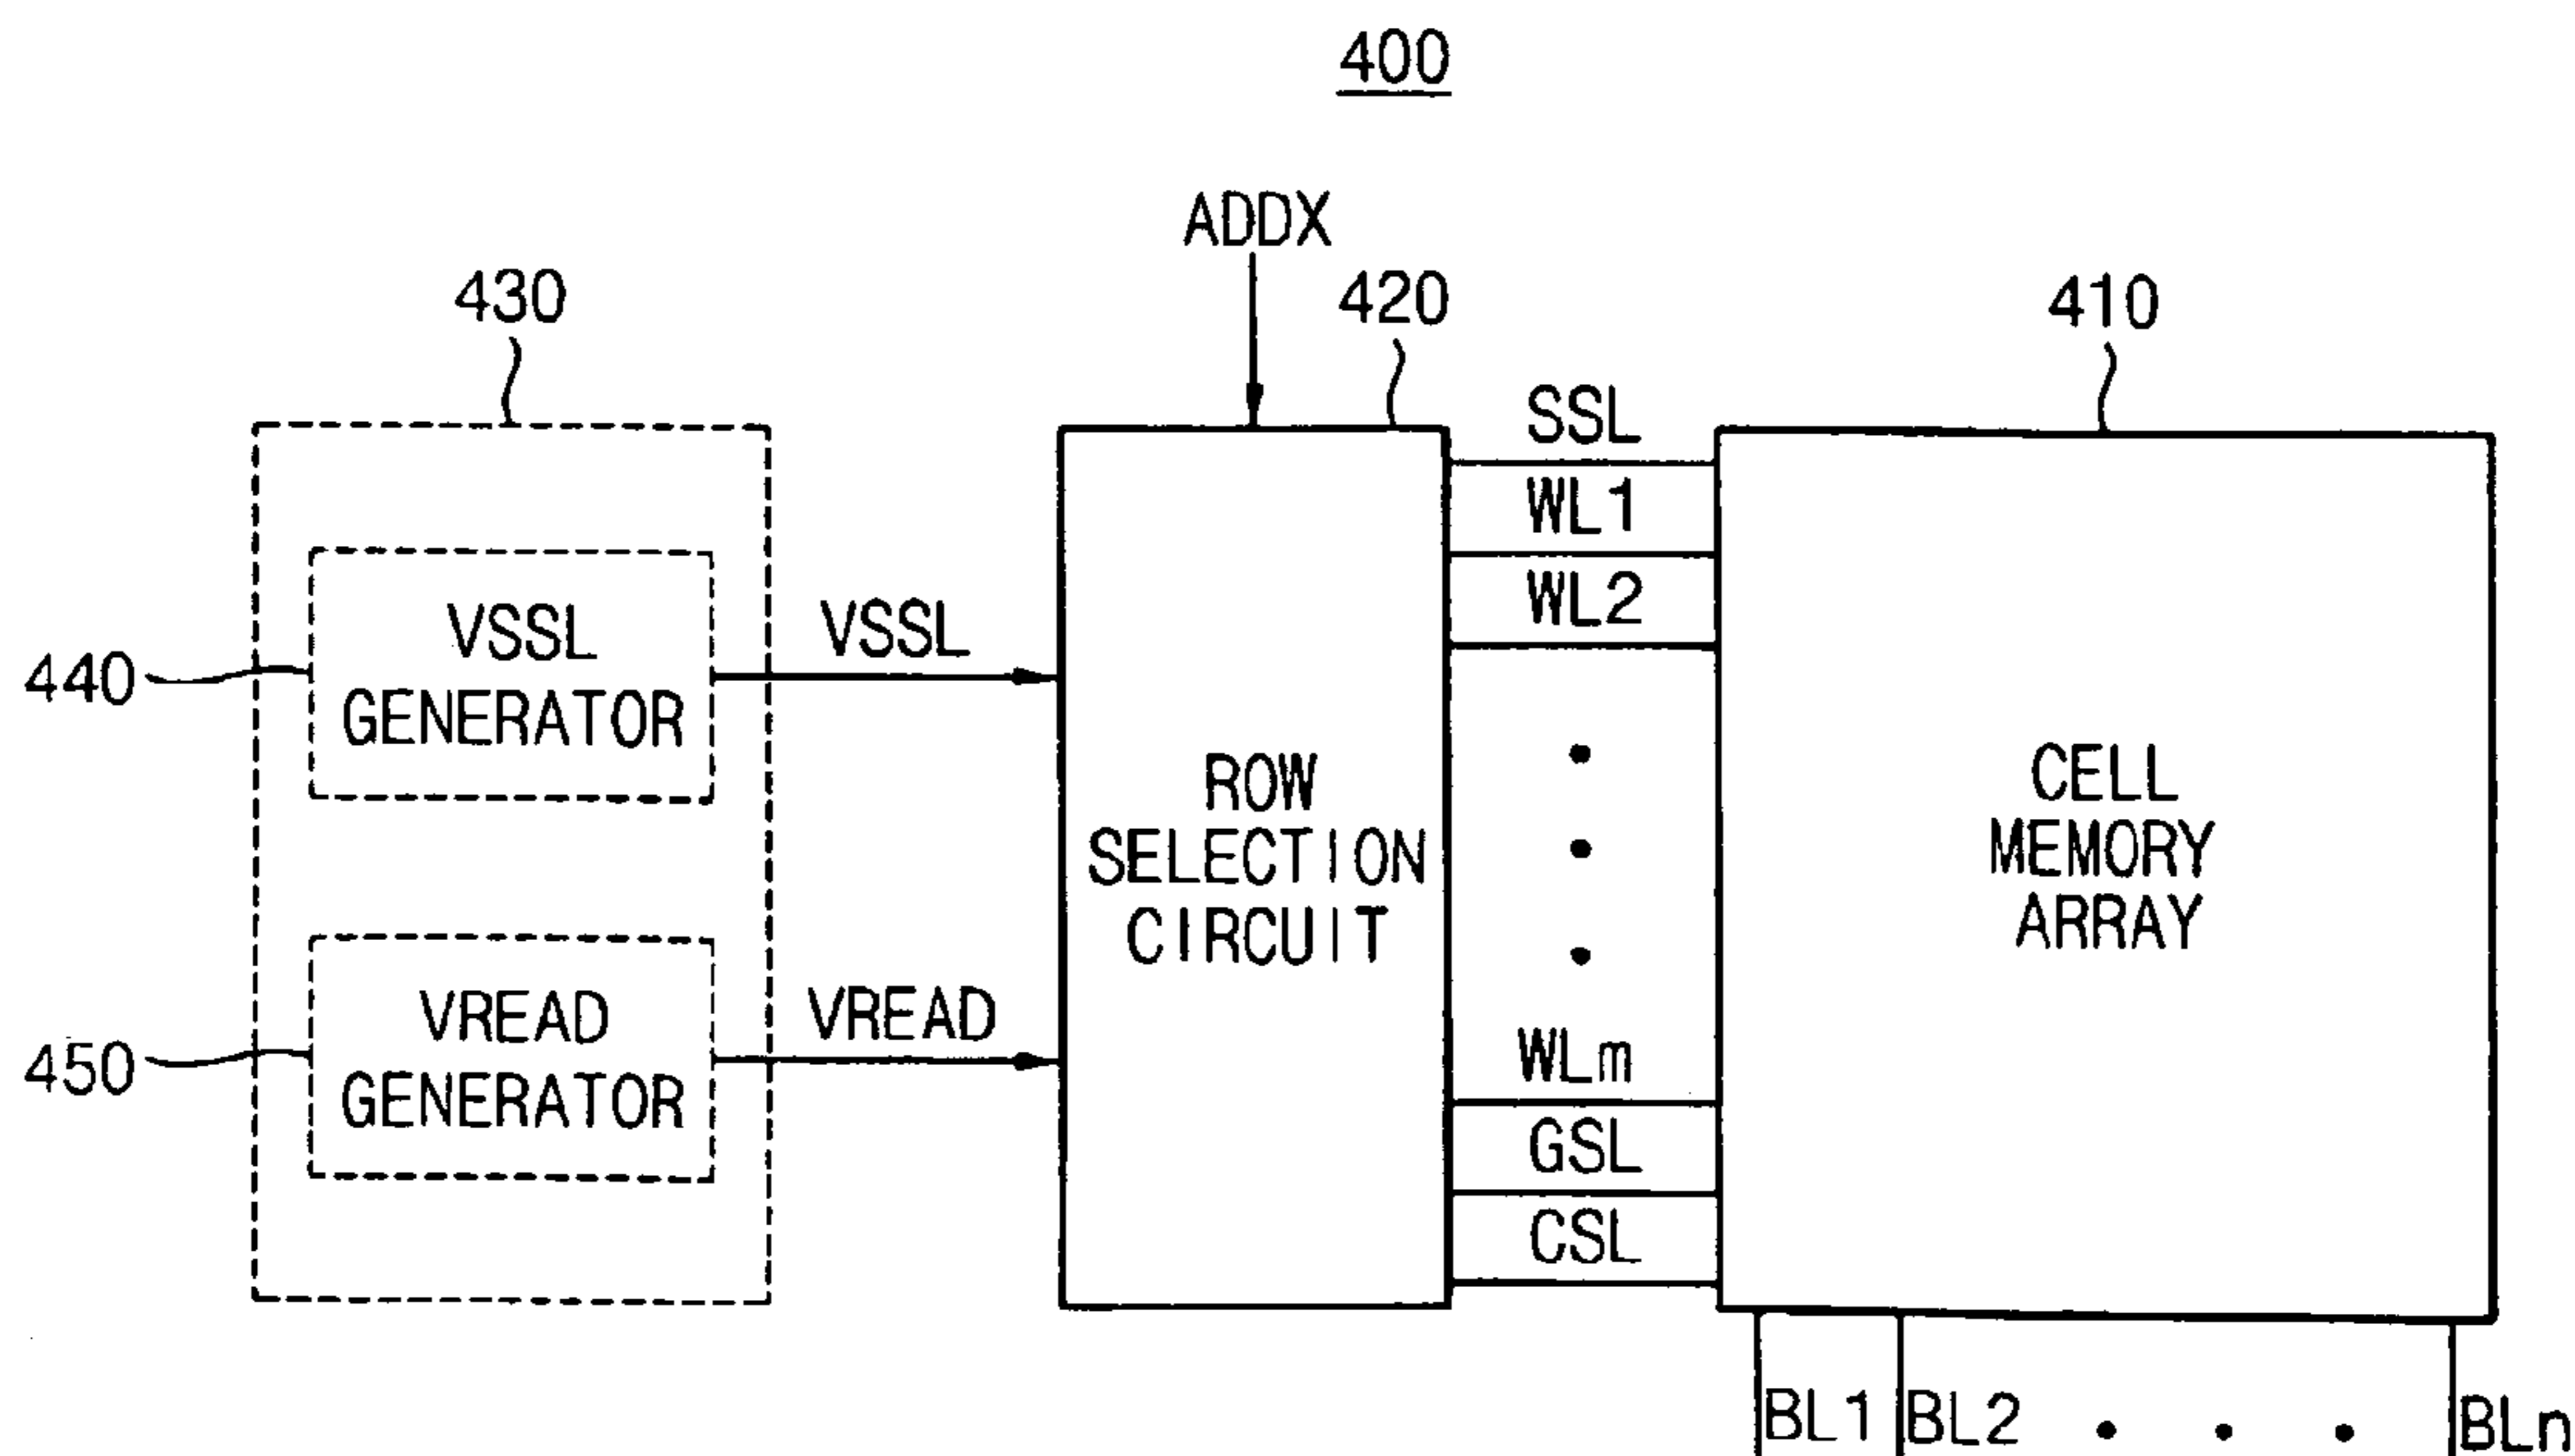 400
ADDX
430
420
410
SSL
WL1
WL2
VSSL
GENERATOR
440
VSSL
ROW
SELECTION
CIRCUIT
CELL
MEMORY
ARRAY
VREAD
GENERATOR
450
VREAD
WLm
GSL
CSL
BL1 BL2 • • • BLn